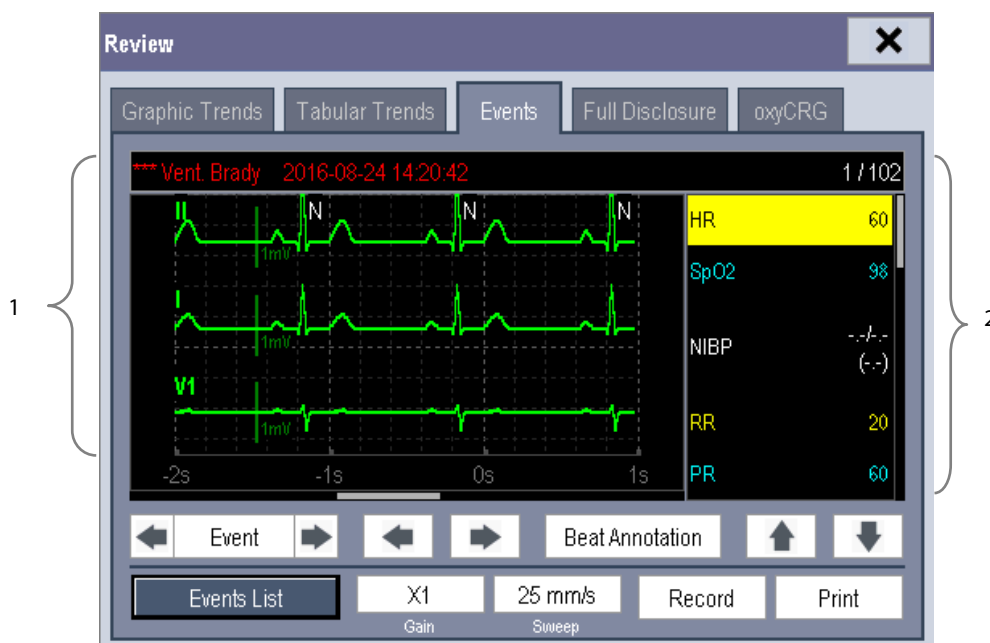 Review
Graphic Trends Tabular Trends Events Full Disclosure oxyCRG
*** Vent. Brady 2016-08-24 14:20:42 1 / 102
II N N N
1mV
I
1mV
V1
1mV
-2s -1s 0s 1s
HR 60
SpO2 98
NIBP -.-/-.-
(-.-)
RR 20
PR 60
1
2
Event Beat Annotation
Events List X1 25 mm/s Record Print
Gain Sweep